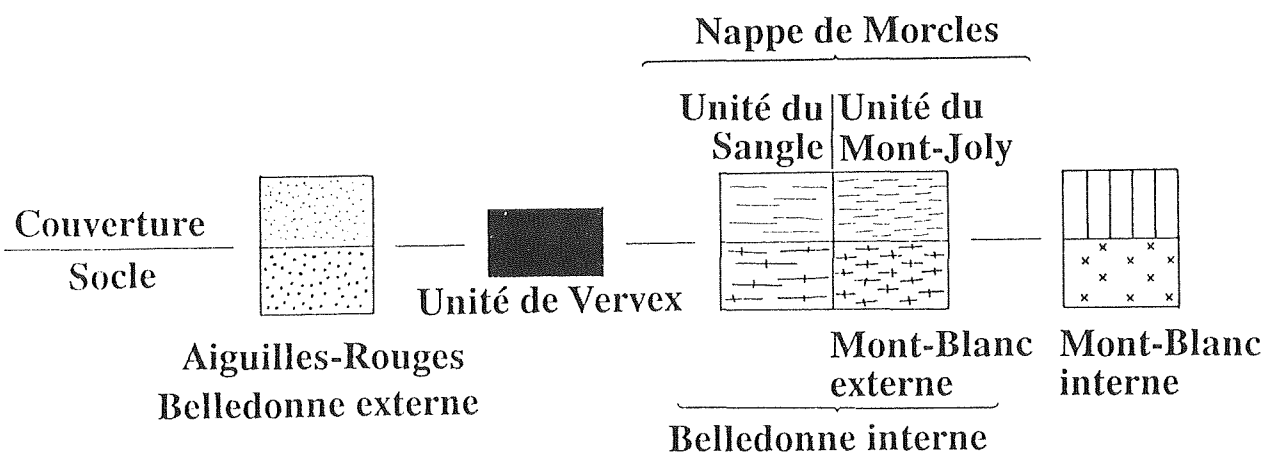 Nappe de Morcles
Unité du Unité du
Sangle Mont-Joly
Couverture
Socle
Unité de Vervex
Aiguilles-Rouges
Belledonne externe
Mont-Blanc Mont-Blanc
externe interne
Belledonne interne